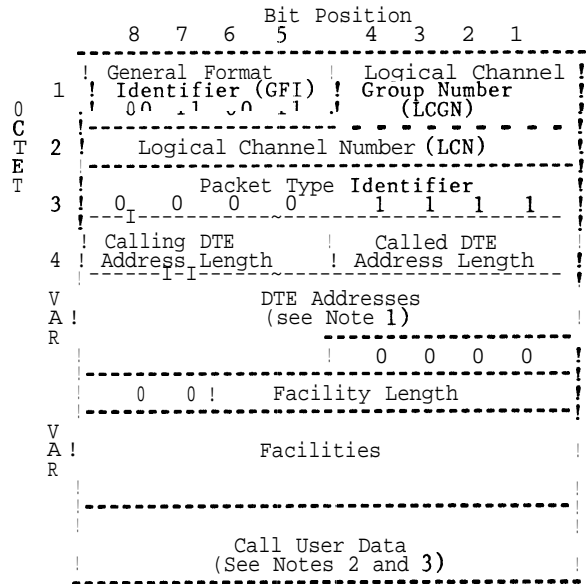 Bit Position
8 7 6 5 4 3 2 1
General Format Logical Channel
1 Identifier (GFI) Group Number
(LCGN)
OCTET
2 Logical Channel Number (LCN)
Packet Type Identifier
3 0 0 0 0 1 1 1 1
Calling DTE Called DTE
4 Address Length Address Length
VAR
DTE Addresses
(see Note 1)
0 0 0 0
0 0 ! Facility Length
VAR
Facilities
Call User Data
(See Notes 2 and 3)